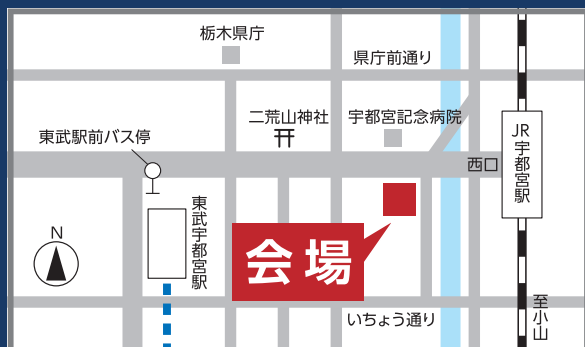 栃木県庁
県庁前通り
二荒山神社
宇都宮記念病院
東武駅前バス停
JR宇都宮駅
西口
東武宇都宮駅
N
会場
至小山
いちょう通り